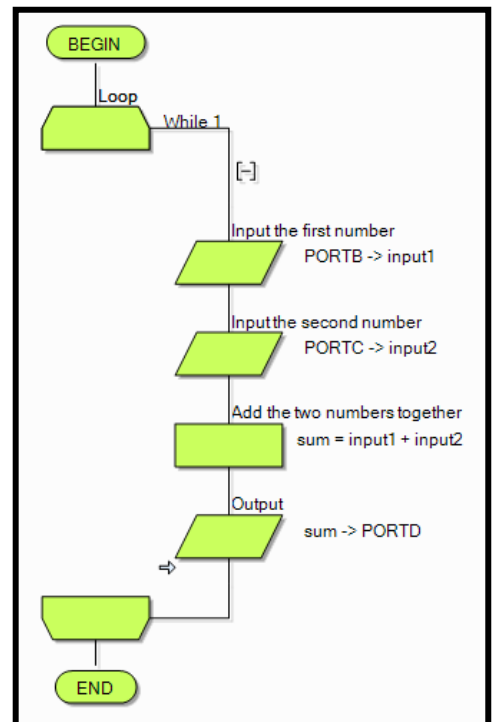 BEGIN
Loop
While 1
[-]
Input the first number
PORTB -> input1
Input the second number
PORTC -> input2
Add the two numbers together
sum = input1 + input2
Output
sum -> PORTD
END